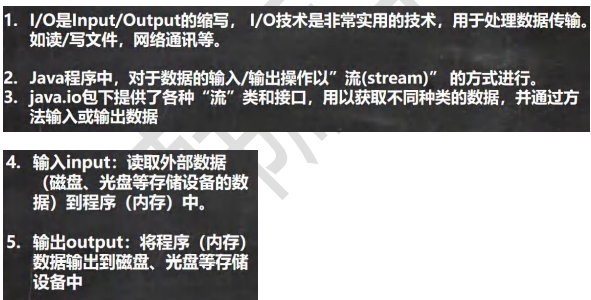 1. I/O是Input/Output的缩写， I/O技术是非常实用的技术，用于处理数据传输。
如读/写文件，网络通讯等。
2. Java程序中，对于数据的输入/输出操作以”流(stream)” 的方式进行。
3. java.io包下提供了各种“流”类和接口，用以获取不同种类的数据，并通过方
法输入或输出数据
4. 输入input：读取外部数据
（磁盘、光盘等存储设备的数
据）到程序（内存）中。
5. 输出output：将程序（内存）
数据输出到磁盘、光盘等存储
设备中